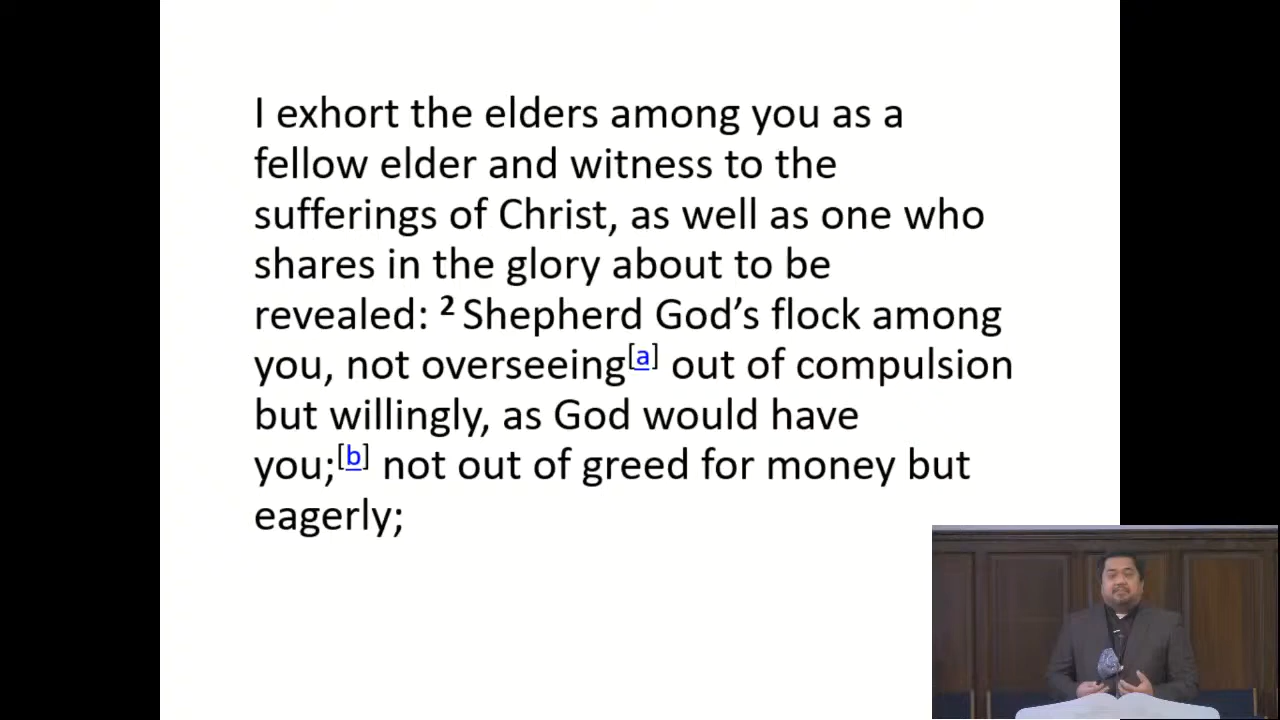 I exhort the elders among you as a
fellow elder and witness to the
sufferings of Christ, as well as one who
shares in the glory about to be
revealed: 2 Shepherd God’s flock among
you, not overseeing[a] out of compulsion
but willingly, as God would have
you;[b] not out of greed for money but
eagerly;